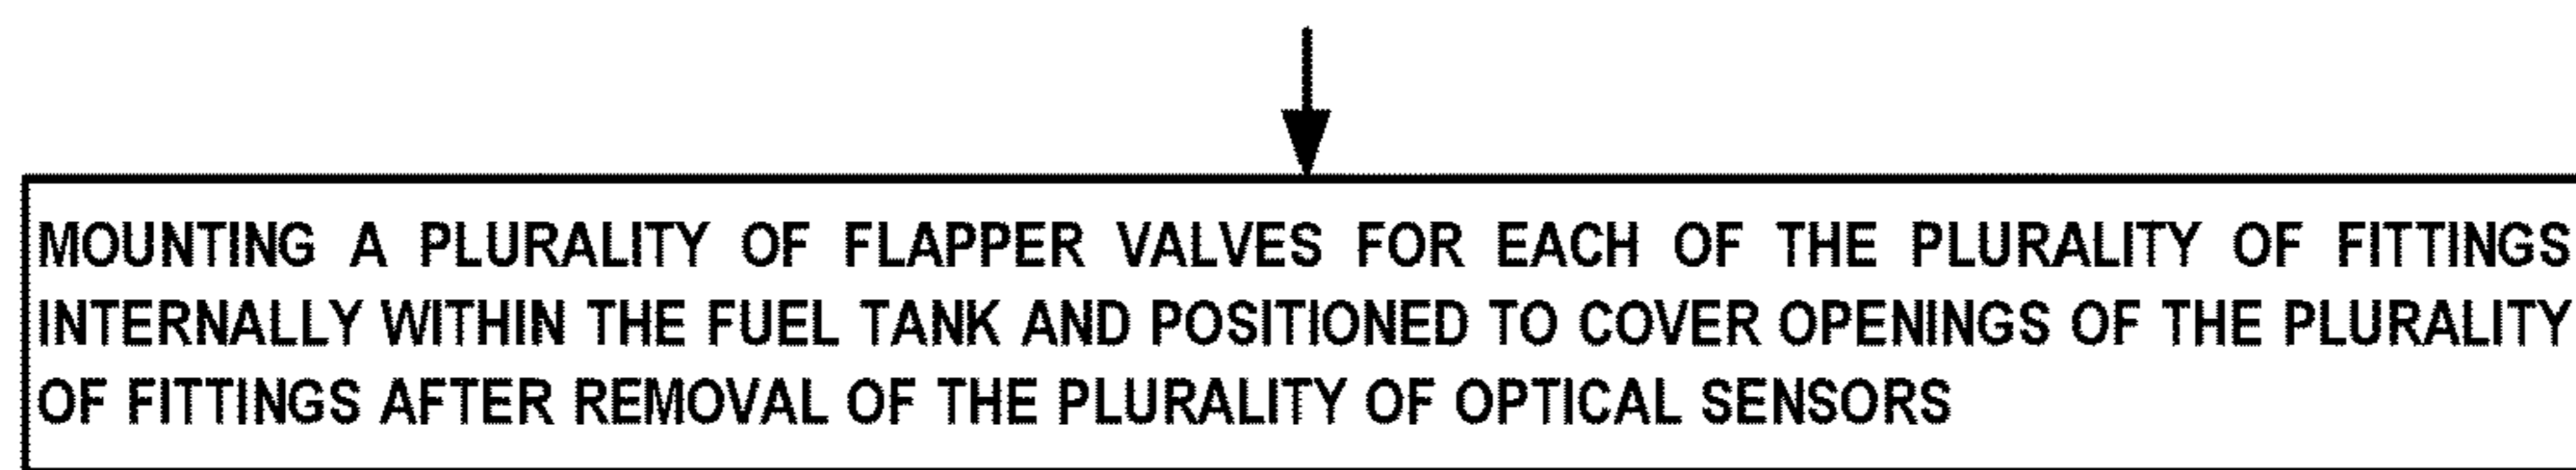 MOUNTING A PLURALITY OF FLAPPER VALVES FOR EACH OF THE PLURALITY OF FITTINGS
INTERNALLY WITHIN THE FUEL TANK AND POSITIONED TO COVER OPENINGS OF THE PLURALITY
OF FITTINGS AFTER REMOVAL OF THE PLURALITY OF OPTICAL SENSORS